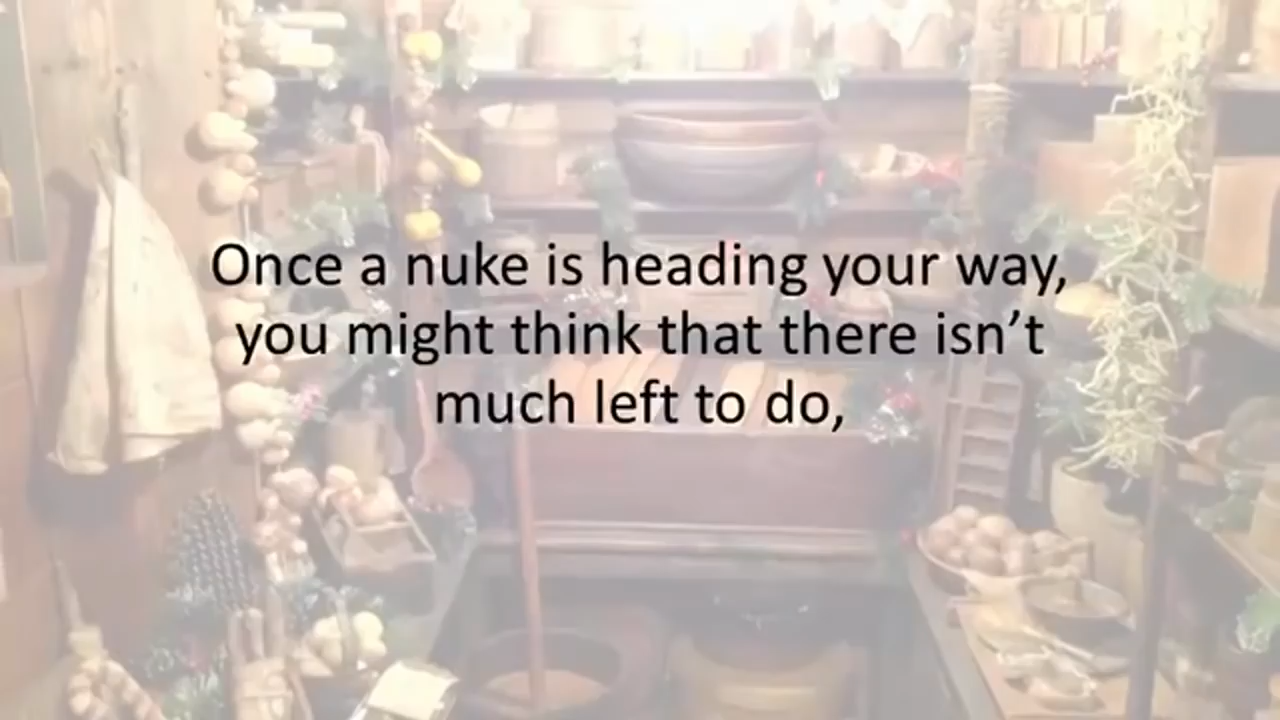 Once a nuke is heading your way,
you might think that there isn’t
much left to do,